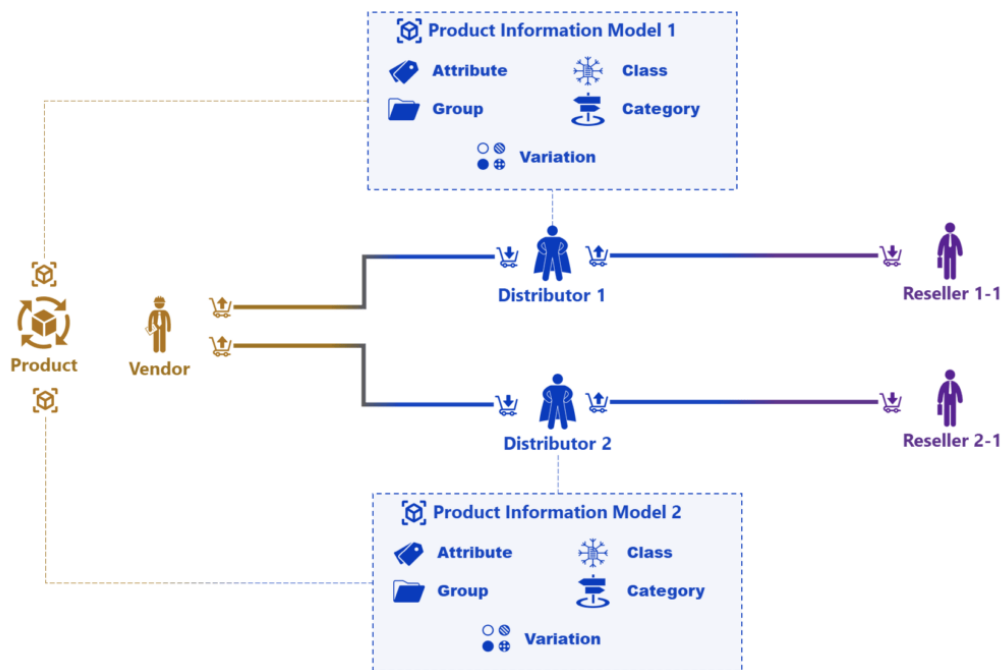 Product Information Model 1
Attribute
Class
Group
Category
Variation
Distributor 1
Reseller 1-1
Product
Vendor
Distributor 2
Reseller 2-1
Product Information Model 2
Attribute
Class
Group
Category
Variation